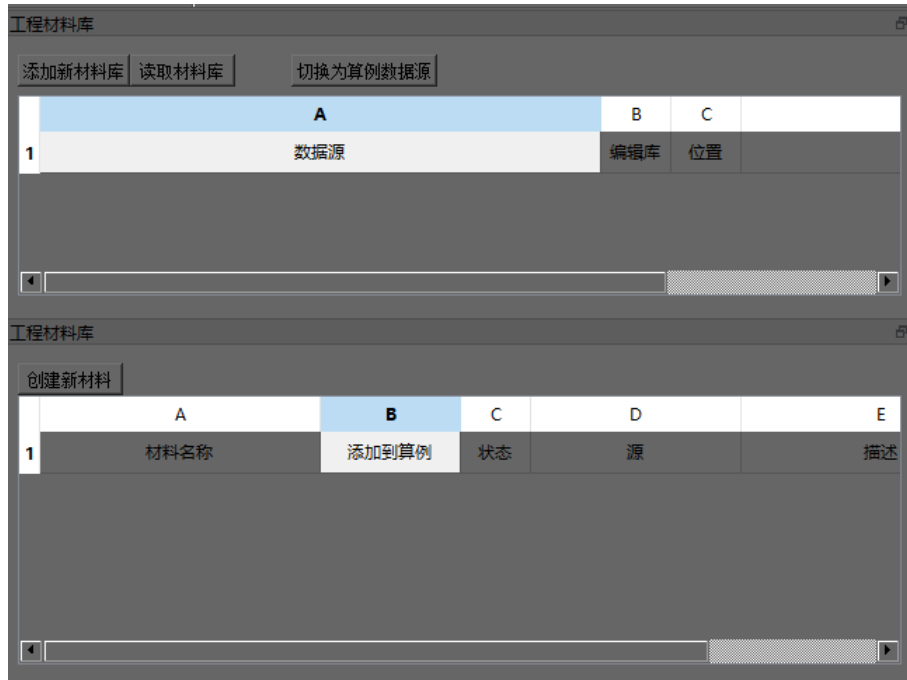 工程材料库
添加新材料库 读取材料库 切换为算例数据源
A B C
1 数据源 编辑库 位置
工程材料库
创建新材料
A B C D E
1 材料名称 添加到算例 状态 源 描述